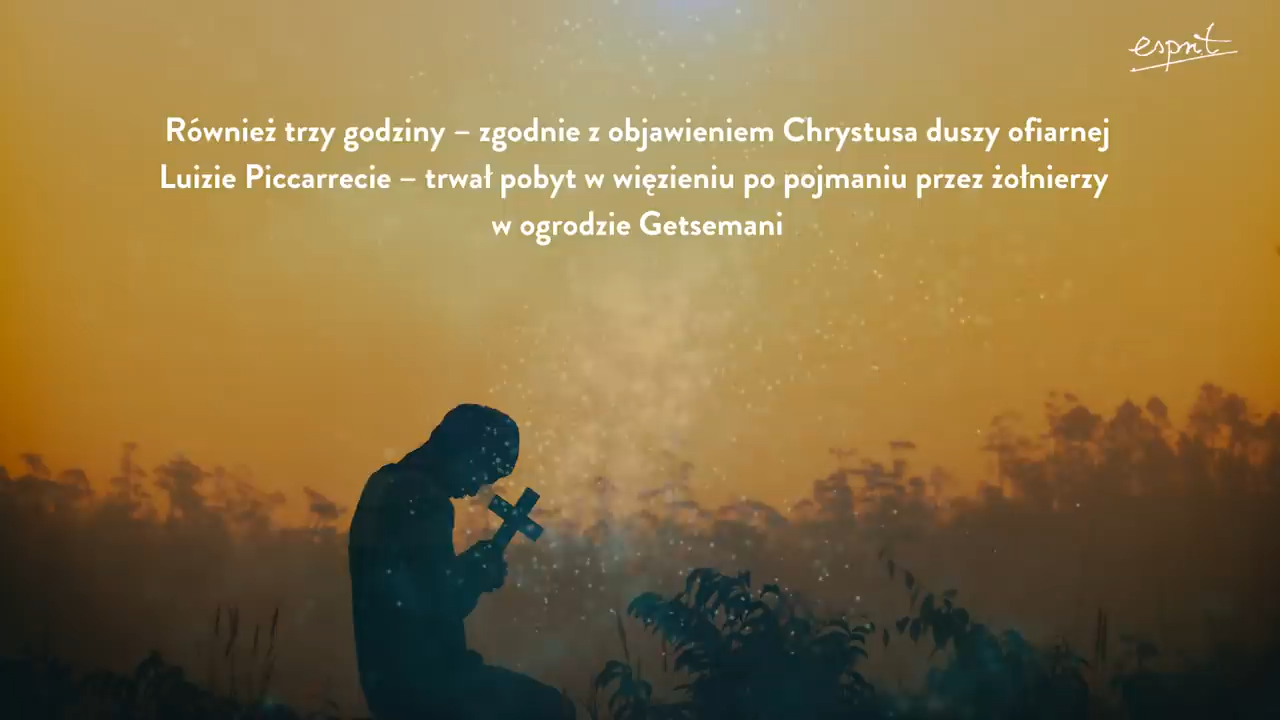 esprit
Również trzy godziny – zgodnie z objawieniem Chrystusa duszy ofiarnej
Luizie Piccarrecie – trwał pobyt w więzieniu po pojmaniu przez żołnierzy
w ogrodzie Getsemani